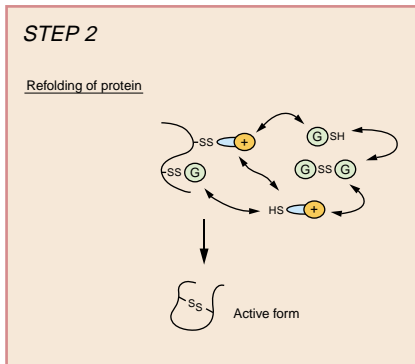 STEP 2
Refolding of protein
SS +
G SH
SS G
G SS G
HS +
SS
Active form